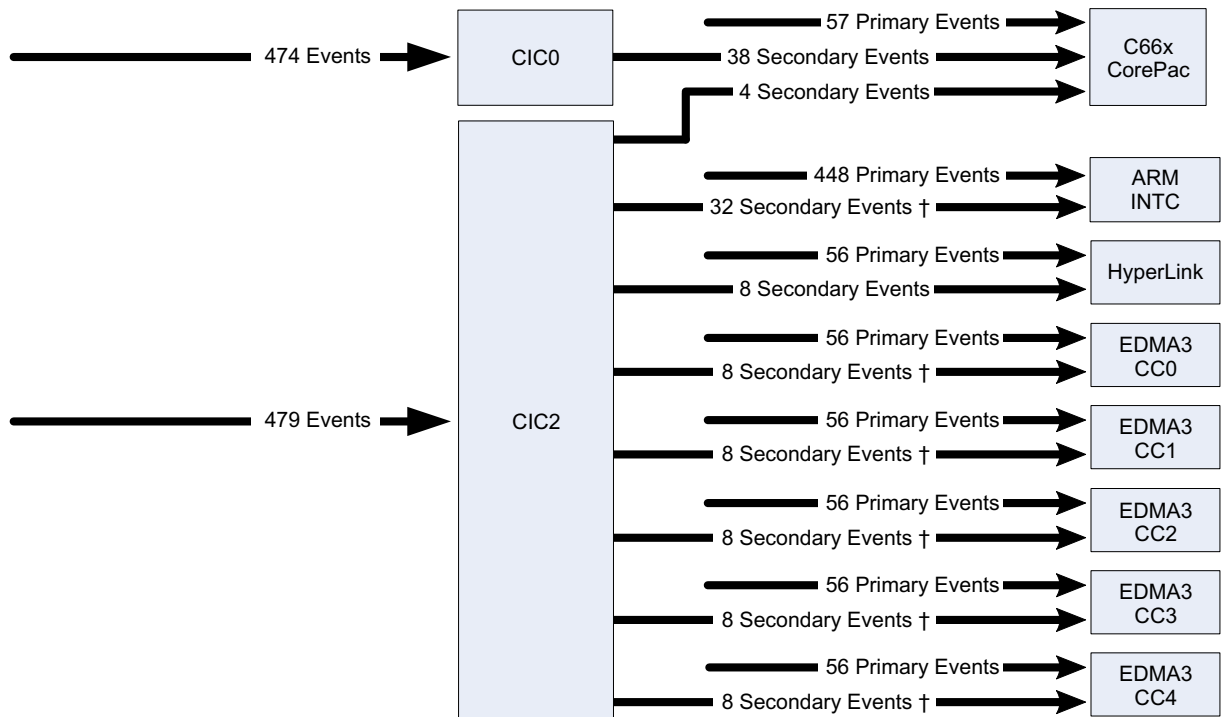 57 Primary Events
474 Events
CIC0
38 Secondary Events
C66x
CorePac
4 Secondary Events
448 Primary Events
ARM
INTC
32 Secondary Events †
56 Primary Events
HyperLink
8 Secondary Events
56 Primary Events
EDMA3
CC0
8 Secondary Events †
479 Events
CIC2
56 Primary Events
EDMA3
CC1
8 Secondary Events †
56 Primary Events
EDMA3
CC2
8 Secondary Events †
56 Primary Events
EDMA3
CC3
8 Secondary Events †
56 Primary Events
EDMA3
CC4
8 Secondary Events †